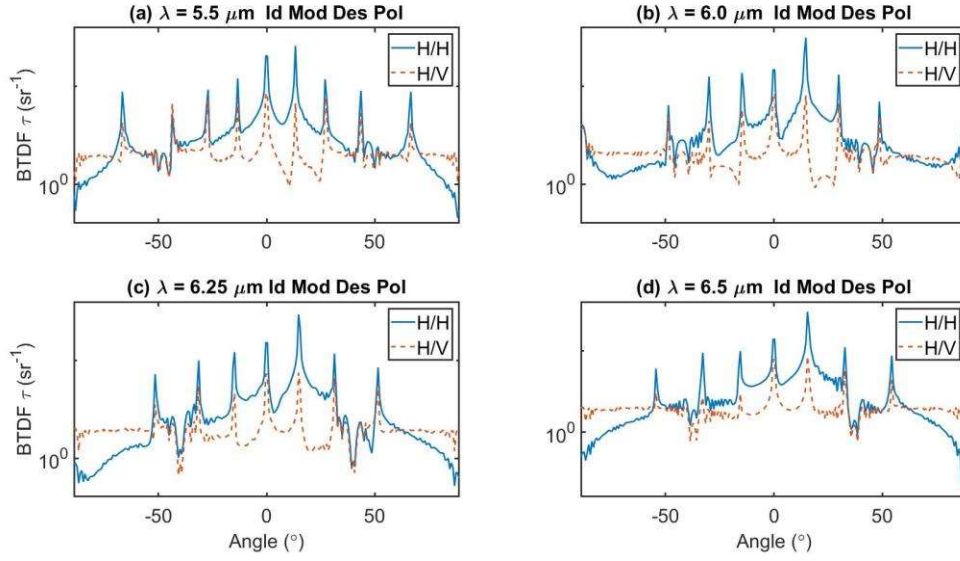 (a) λ = 5.5 μm Id Mod Des Pol
BTDF τ (sr⁻¹)
10⁰
H/H
H/V
-50 0 50
(b) λ = 6.0 μm Id Mod Des Pol
10⁰
H/H
H/V
-50 0 50
(c) λ = 6.25 μm Id Mod Des Pol
BTDF τ (sr⁻¹)
10⁰
H/H
H/V
-50 0 50
Angle (°)
(d) λ = 6.5 μm Id Mod Des Pol
10⁰
H/H
H/V
-50 0 50
Angle (°)